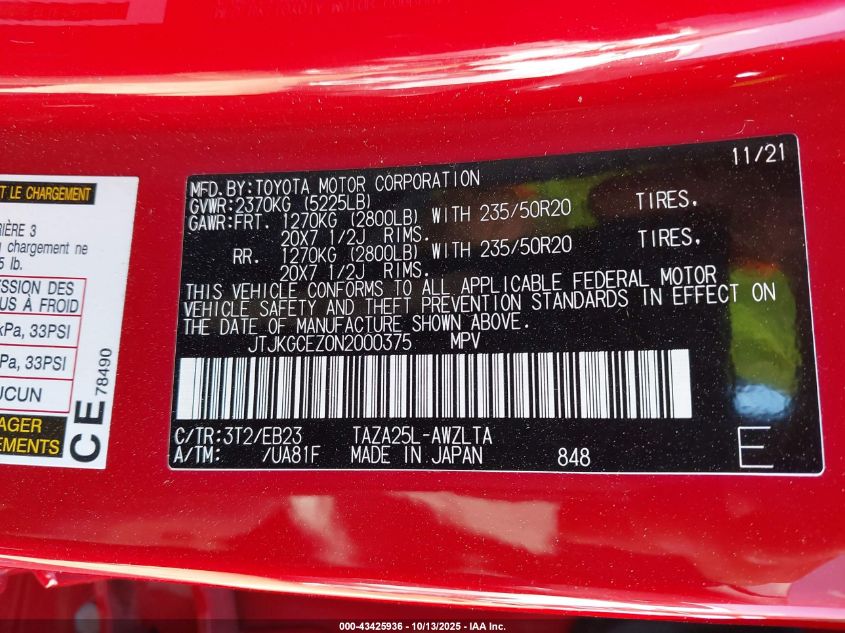 MFD.BY:TOYOTA MOTOR CORPORATION 11/21
GVWR:2370KG (5225LB)
GAWR:FRT. 1270KG (2800LB) WITH 235/50R20 TIRES.
20X7 1/2J RIMS.
RR. 1270KG (2800LB) WITH 235/50R20 TIRES.
20X7 1/2J RIMS.
THIS VEHICLE CONFORMS TO ALL APPLICABLE FEDERAL MOTOR
VEHICLE SAFETY AND THEFT PREVENTION STANDARDS IN EFFECT ON
THE DATE OF MANUFACTURE SHOWN ABOVE.
JTJKGCEZ0N2000375 MPV
C/TR:3T2/EB23 TAZA25L-AWZLTA
A/TM: /UA81F MADE IN JAPAN 848 E
ET LE CHARGEMENT
IÈRE 3
chargement ne
5 lb.
ESSION DES
US À FROID
kPa, 33PSI
Pa, 33PSI
UCUN
AGER
EMENTS
CE 78490
000-43425936 - 10/13/2025 - IAA Inc.